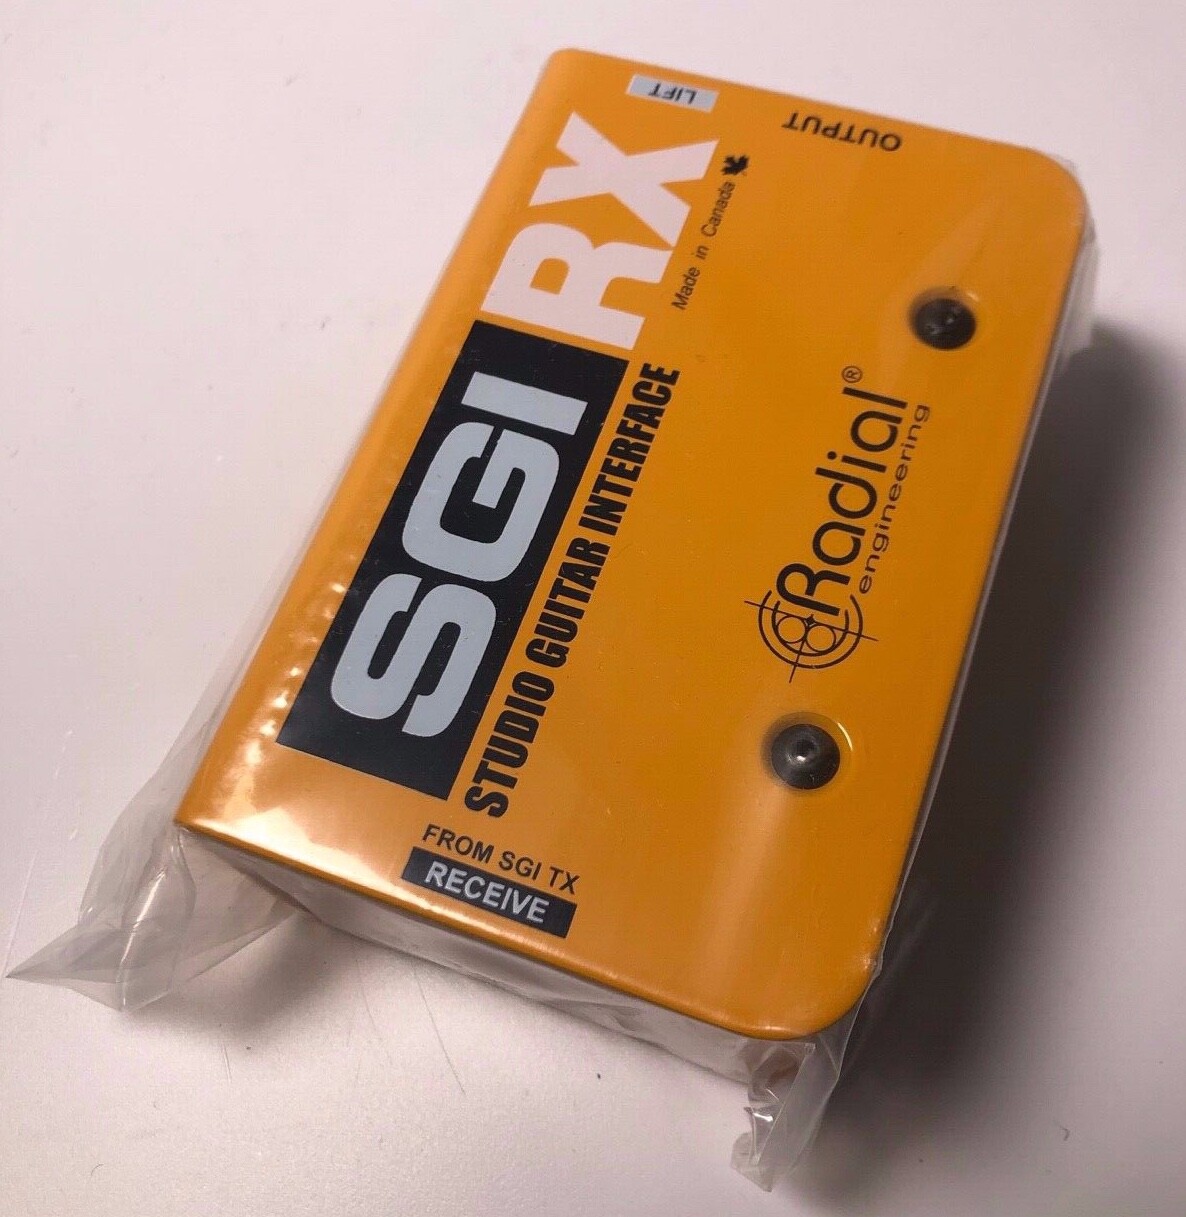 SGI RX
STUDIO GUITAR INTERFACE
Made in Canada
Radial®
engineering
FROM SGI TX
RECEIVE
LIFT
OUTPUT